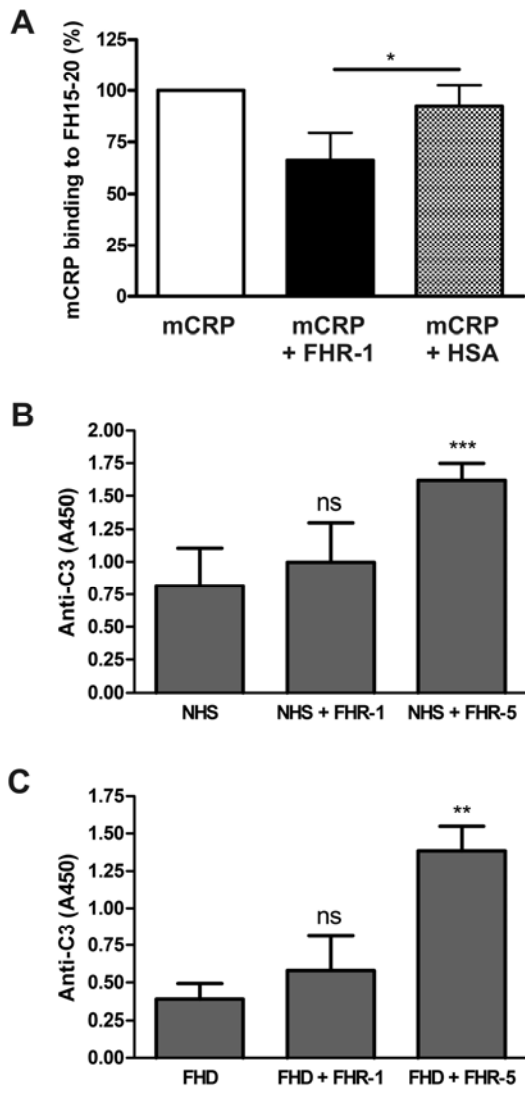 A
mCRP binding to FH15-20 (%)
125
100
75
50
25
0
*
mCRP
mCRP
+ FHR-1
mCRP
+ HSA
B
Anti-C3 (A450)
2.00
1.75
1.50
1.25
1.00
0.75
0.50
0.25
0.00
ns
***
NHS
NHS + FHR-1
NHS + FHR-5
C
Anti-C3 (A450)
1.75
1.50
1.25
1.00
0.75
0.50
0.25
0.00
ns
**
FHD
FHD + FHR-1
FHD + FHR-5